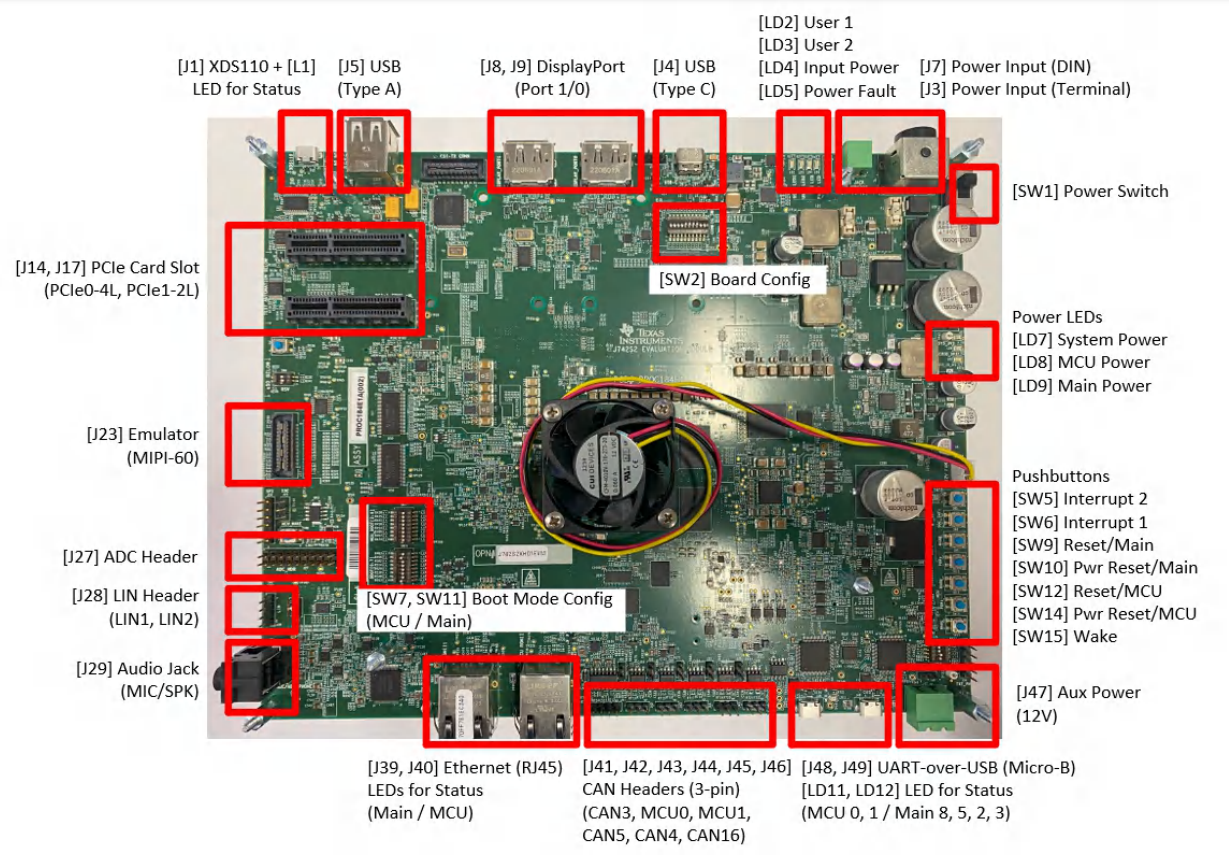 [LD2] User 1
[LD3] User 2
[J1] XDS110 + [L1]
LED for Status
[J5] USB
(Type A)
[J8, J9] DisplayPort
(Port 1/0)
[J4] USB
(Type C)
[LD4] Input Power
[LD5] Power Fault
[J7] Power Input (DIN)
[J3] Power Input (Terminal)
[SW1] Power Switch
[J14, J17] PCIe Card Slot
(PCIe0-4L, PCIe1-2L)
[SW2] Board Config
TEXAS
INSTRUMENTS
Power LEDs
[LD7] System Power
[LD8] MCU Power
[LD9] Main Power
PROC184E1A(002)
ASSY
[J23] Emulator
(MIPI-60)
CUI DEVICES
Pushbuttons
[SW5] Interrupt 2
[SW6] Interrupt 1
[SW9] Reset/Main
[SW10] Pwr Reset/Main
[SW12] Reset/MCU
[SW14] Pwr Reset/MCU
[SW15] Wake
[J27] ADC Header
OPN
[J28] LIN Header
(LIN1, LIN2)
[SW7, SW11] Boot Mode Config
(MCU / Main)
[J29] Audio Jack
(MIC/SPK)
[J47] Aux Power
(12V)
[J39, J40] Ethernet (RJ45)
LEDs for Status
(Main / MCU)
[J41, J42, J43, J44, J45, J46]
CAN Headers (3-pin)
(CAN3, MCU0, MCU1,
CAN5, CAN4, CAN16)
[J48, J49] UART-over-USB (Micro-B)
[LD11, LD12] LED for Status
(MCU 0, 1 / Main 8, 5, 2, 3)